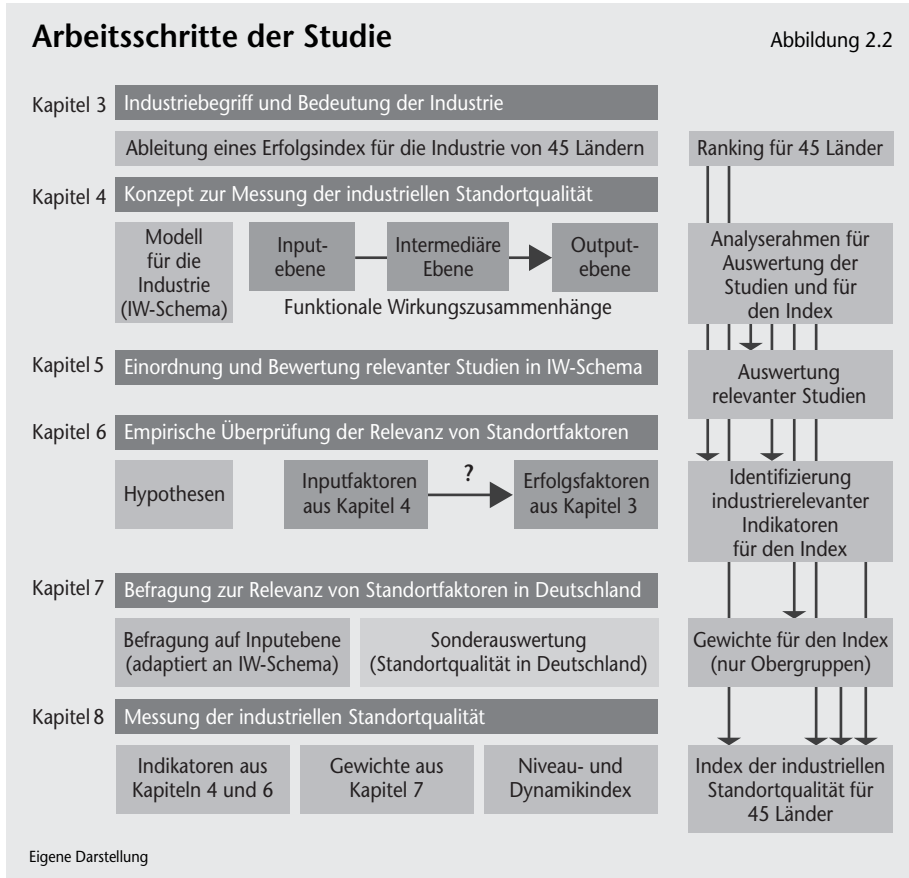 Arbeitsschritte der Studie
Abbildung 2.2
Kapitel 3
Industriebegriff und Bedeutung der Industrie
Ableitung eines Erfolgsindex für die Industrie von 45 Ländern
Ranking für 45 Länder
Kapitel 4
Konzept zur Messung der industriellen Standortqualität
Modell
für die
Industrie
(IW-Schema)
Input-
ebene
Intermediäre
Ebene
Output-
ebene
Funktionale Wirkungszusammenhänge
Analyserahmen für
Auswertung der
Studien und für
den Index
Kapitel 5
Einordnung und Bewertung relevanter Studien in IW-Schema
Auswertung
relevanter Studien
Kapitel 6
Empirische Überprüfung der Relevanz von Standortfaktoren
Hypothesen
Inputfaktoren
aus Kapitel 4
?
Erfolgsfaktoren
aus Kapitel 3
Identifizierung
industrierelevanter
Indikatoren
für den Index
Kapitel 7
Befragung zur Relevanz von Standortfaktoren in Deutschland
Befragung auf Inputebene
(adaptiert an IW-Schema)
Sonderauswertung
(Standortqualität in Deutschland)
Gewichte für den Index
(nur Obergruppen)
Kapitel 8
Messung der industriellen Standortqualität
Indikatoren aus
Kapiteln 4 und 6
Gewichte aus
Kapitel 7
Niveau- und
Dynamikindex
Index der industriellen
Standortqualität für
45 Länder
Eigene Darstellung